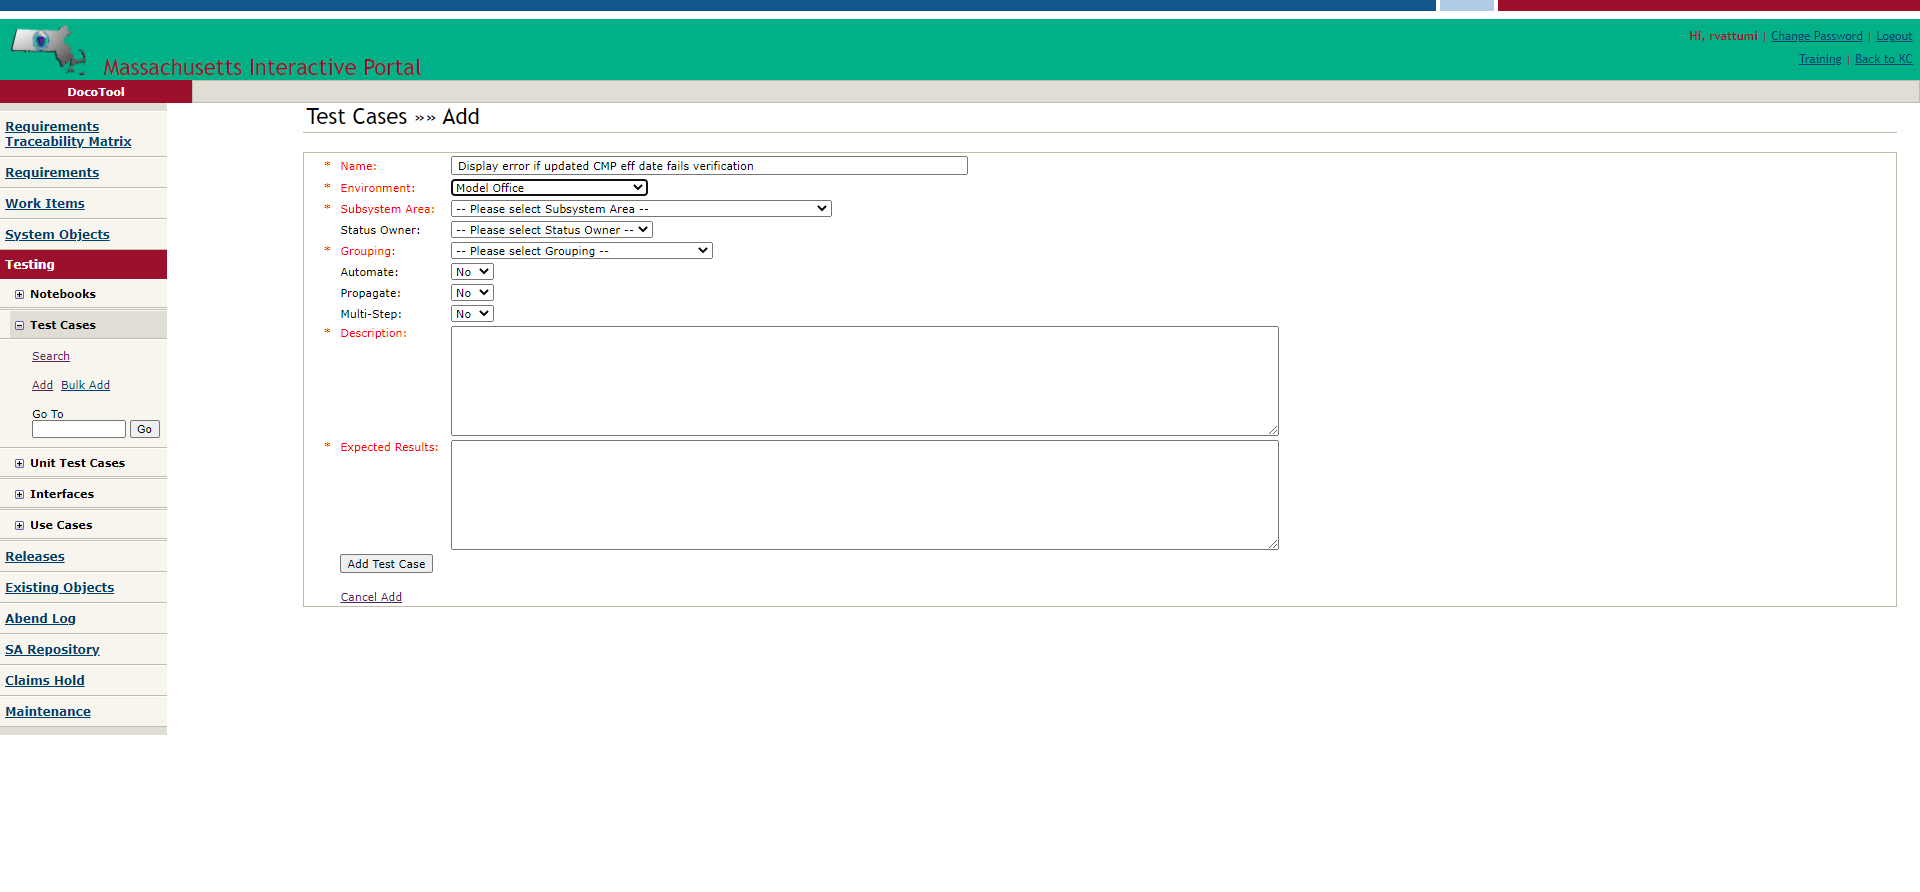 Hi, rvattumi | Change Password | Logout
Training | Back to KC
Massachusetts Interactive Portal
DocoTool
Requirements
Traceability Matrix
Requirements
Work Items
System Objects
Testing
Notebooks
Test Cases
Search
Add Bulk Add
Go To
Go
Unit Test Cases
Interfaces
Use Cases
Releases
Existing Objects
Abend Log
SA Repository
Claims Hold
Maintenance
Test Cases »» Add
* Name: Display error if updated CMP eff date fails verification
* Environment: Model Office
* Subsystem Area: -- Please select Subsystem Area --
Status Owner: -- Please select Status Owner --
* Grouping: -- Please select Grouping --
Automate: No
Propagate: No
Multi-Step: No
* Description:
* Expected Results:
Add Test Case
Cancel Add